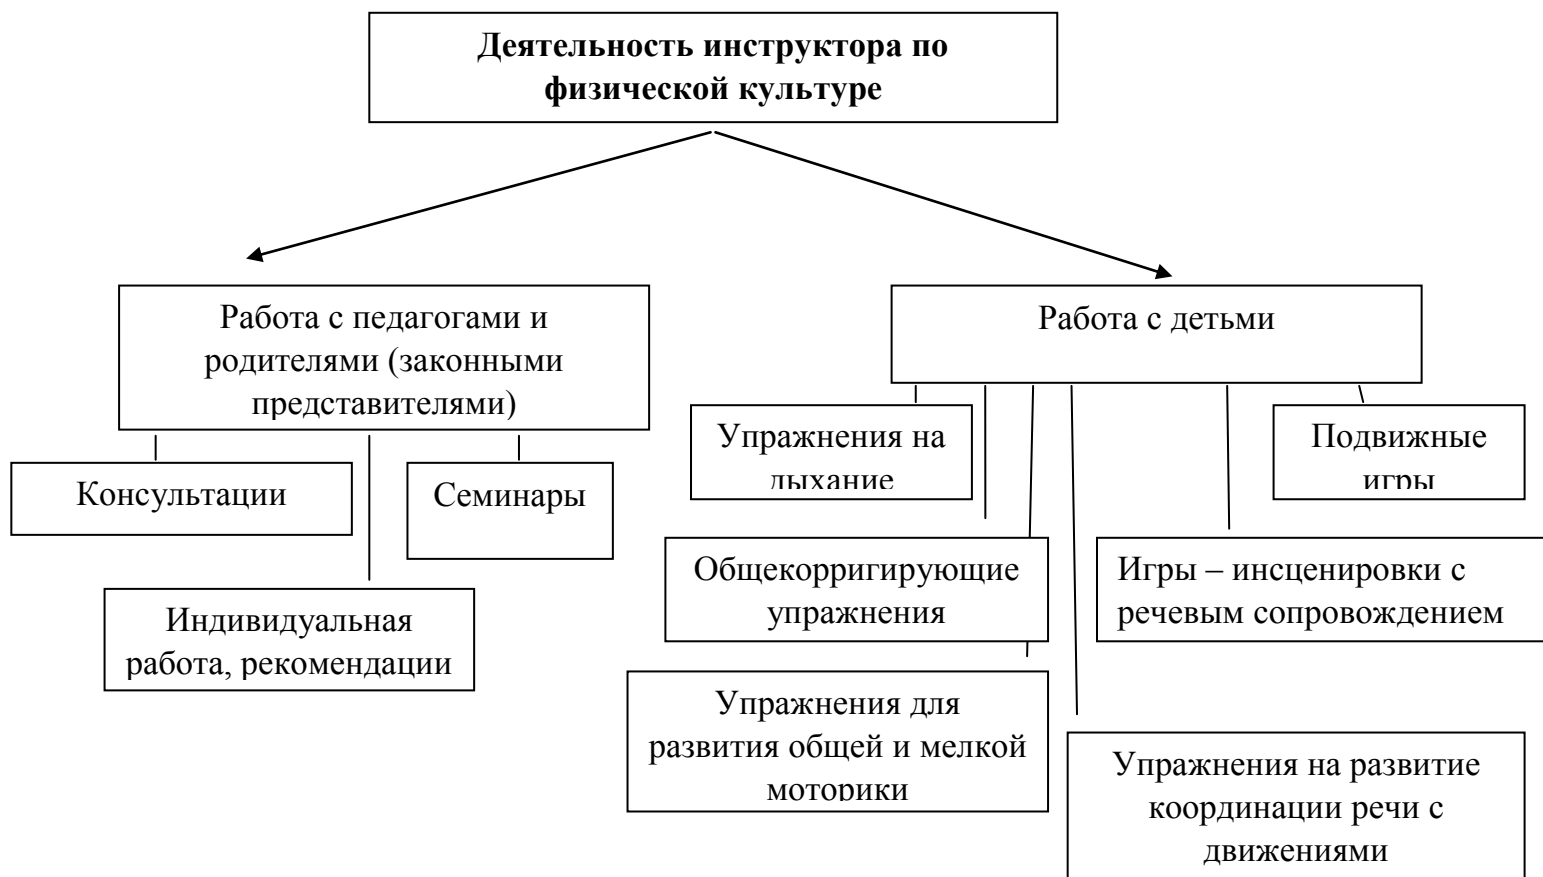 Деятельность инструктора по
физической культуре
Работа с педагогами и
родителями (законными
представителями)
Работа с детьми
Консультации
Семинары
Индивидуальная
работа, рекомендации
Упражнения на
дыхание
Подвижные
игры
Общекорригирующие
упражнения
Игры – инсценировки с
речевым сопровождением
Упражнения для
развития общей и мелкой
моторики
Упражнения на развитие
координации речи с
движениями